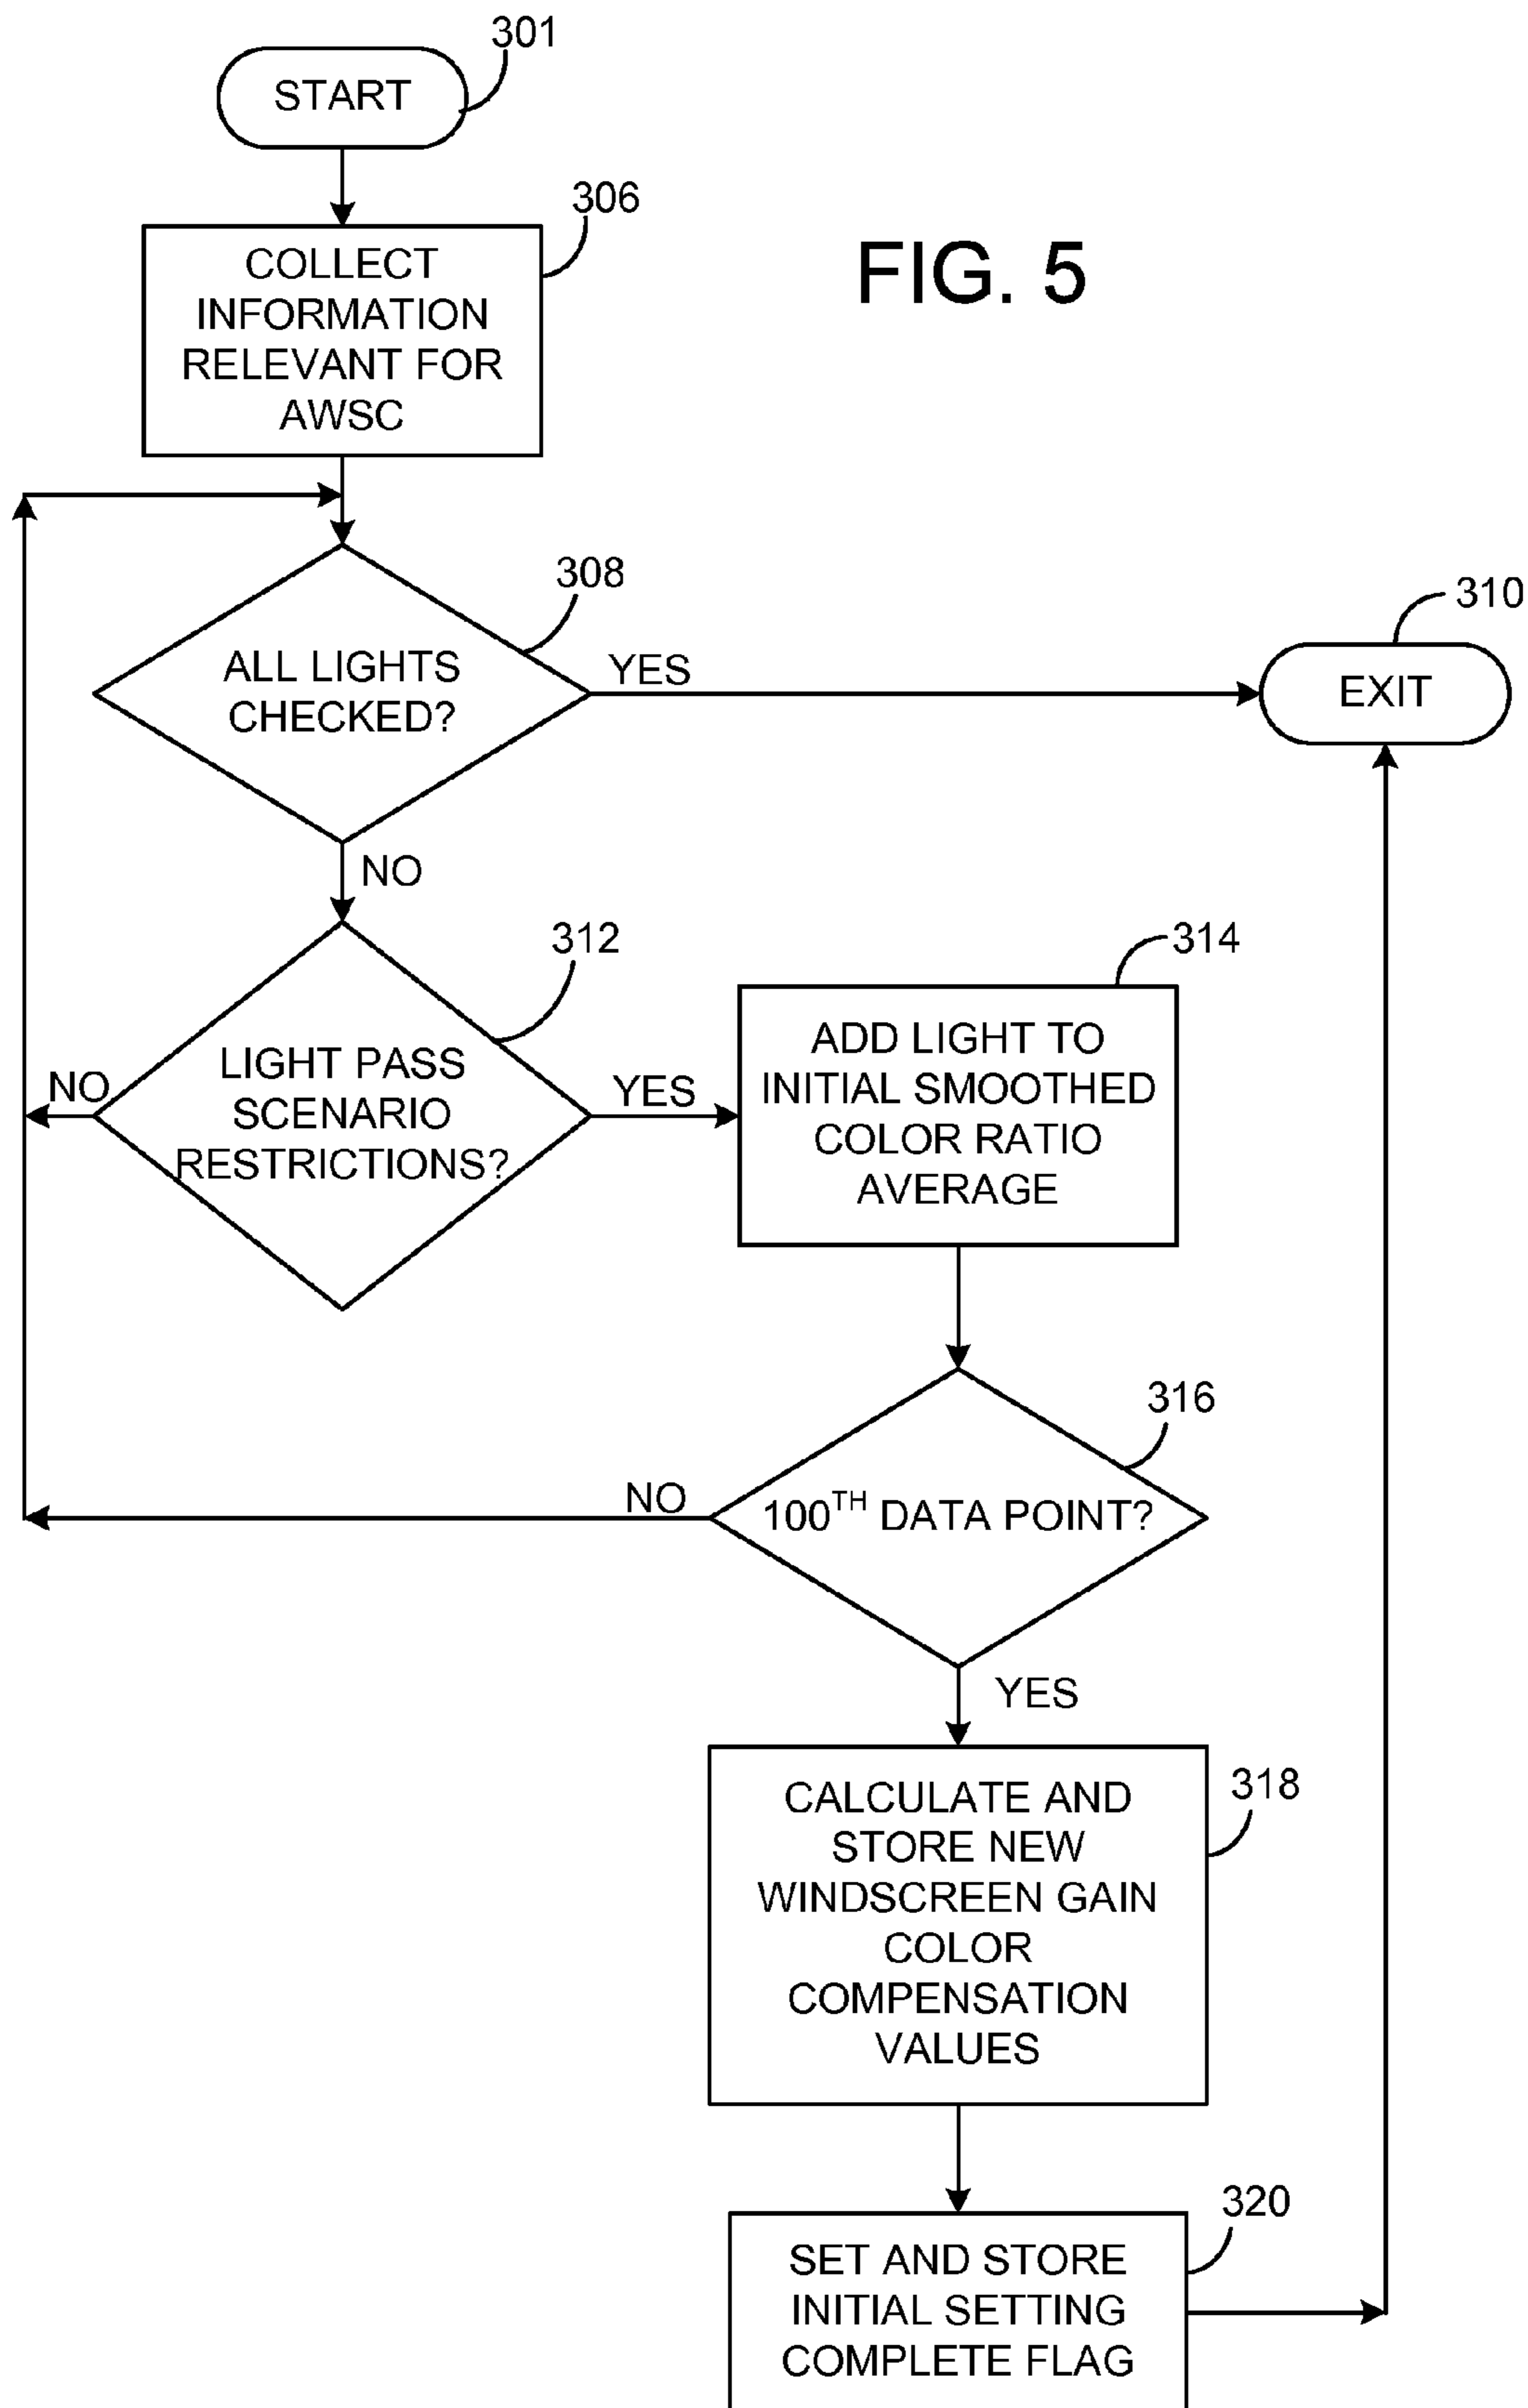 301
START
306
COLLECT
INFORMATION
RELEVANT FOR
AWSC
FIG. 5
308
ALL LIGHTS
CHECKED?
YES
310
EXIT
NO
312
LIGHT PASS
SCENARIO
RESTRICTIONS?
NO
YES
314
ADD LIGHT TO
INITIAL SMOOTHED
COLOR RATIO
AVERAGE
316
100TH DATA POINT?
NO
YES
318
CALCULATE AND
STORE NEW
WINDSCREEN GAIN
COLOR
COMPENSATION
VALUES
320
SET AND STORE
INITIAL SETTING
COMPLETE FLAG